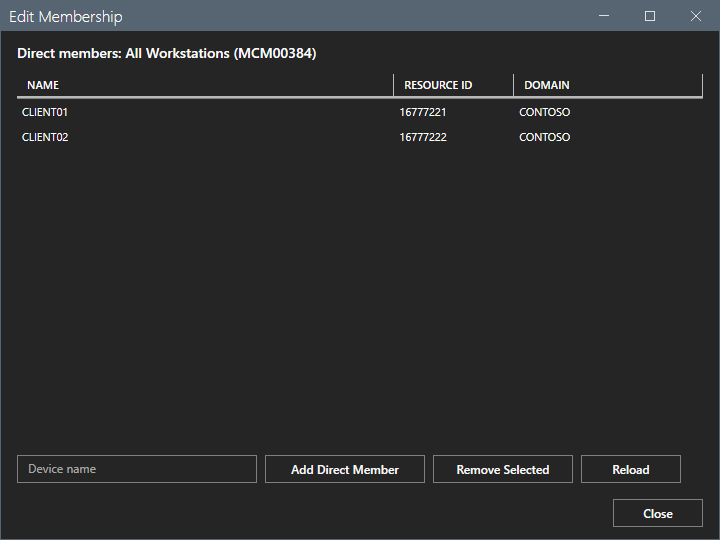 Edit Membership
Direct members: All Workstations (MCM00384)
NAME RESOURCE ID DOMAIN
CLIENT01 16777221 CONTOSO
CLIENT02 16777222 CONTOSO
Device name Add Direct Member Remove Selected Reload
Close